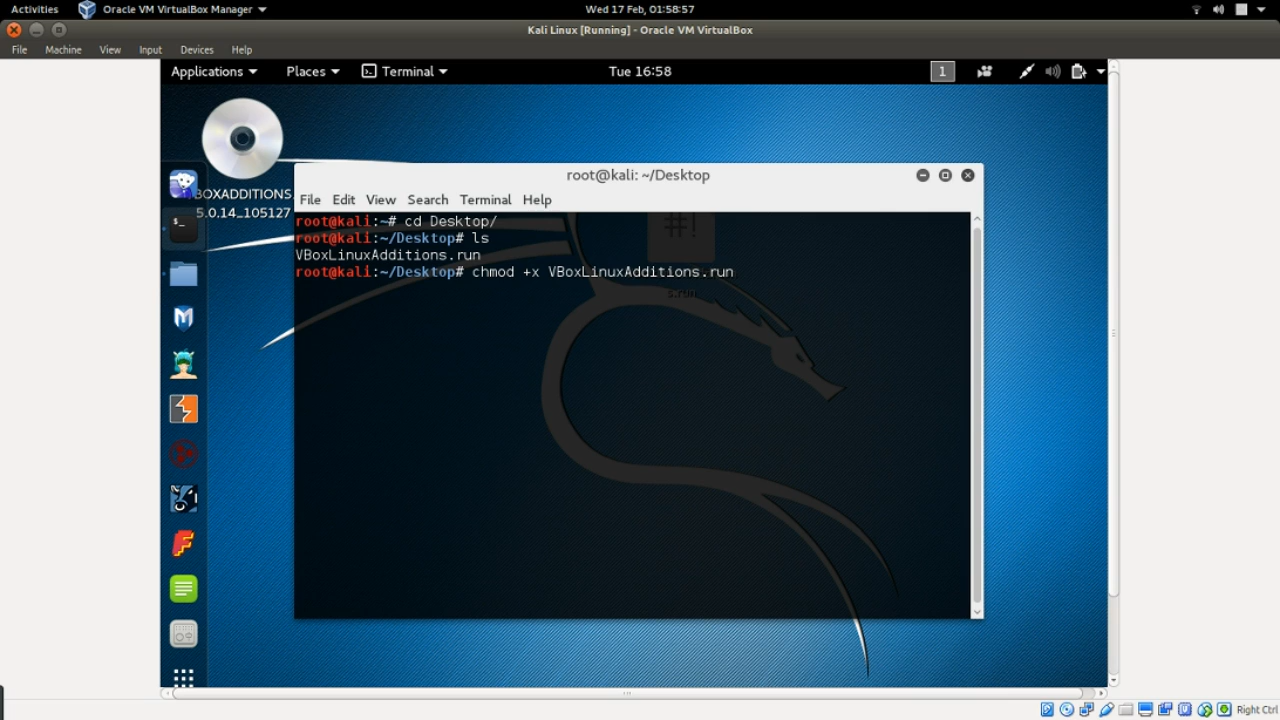 Activities Oracle VM VirtualBox Manager Wed 17 Feb, 01:58:57
Kali Linux [Running] - Oracle VM VirtualBox
File Machine View Input Devices Help
Applications Places Terminal Tue 16:58 1
BOXADDITIONS
5.0.14_105127
root@kali: ~/Desktop
File Edit View Search Terminal Help
root@kali:~# cd Desktop/
root@kali:~/Desktop# ls
VBoxLinuxAdditions.run
root@kali:~/Desktop# chmod +x VBoxLinuxAdditions.run
#!
s.run
Right Ctrl